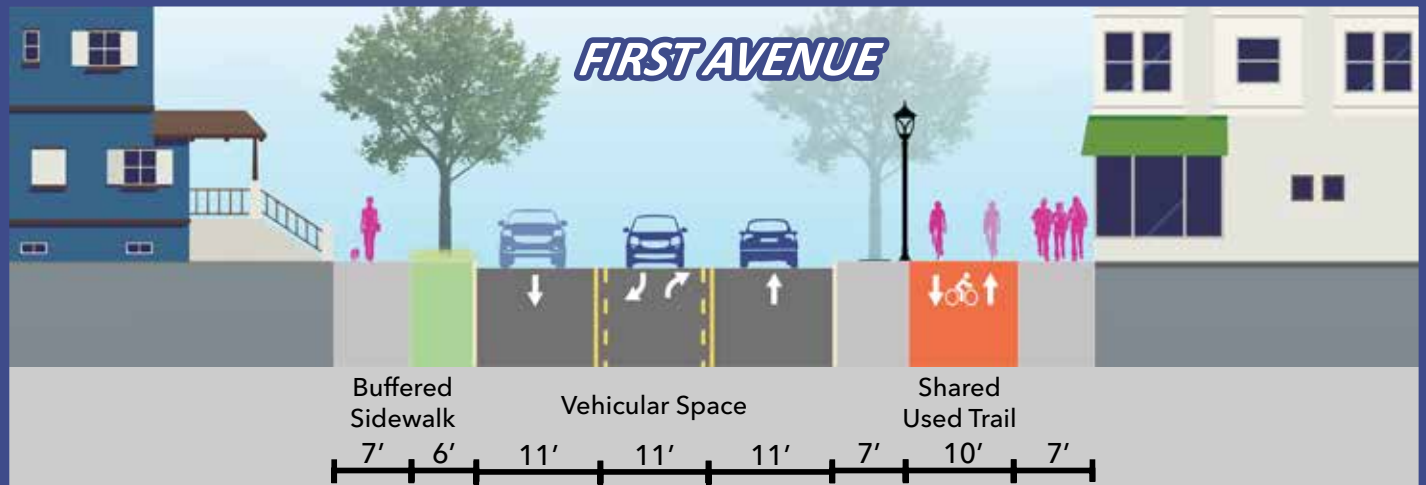 FIRST AVENUE
Buffered
Sidewalk
Vehicular Space
Shared
Used Trail
7’ 6’ 11’ 11’ 11’ 7’ 10’ 7’